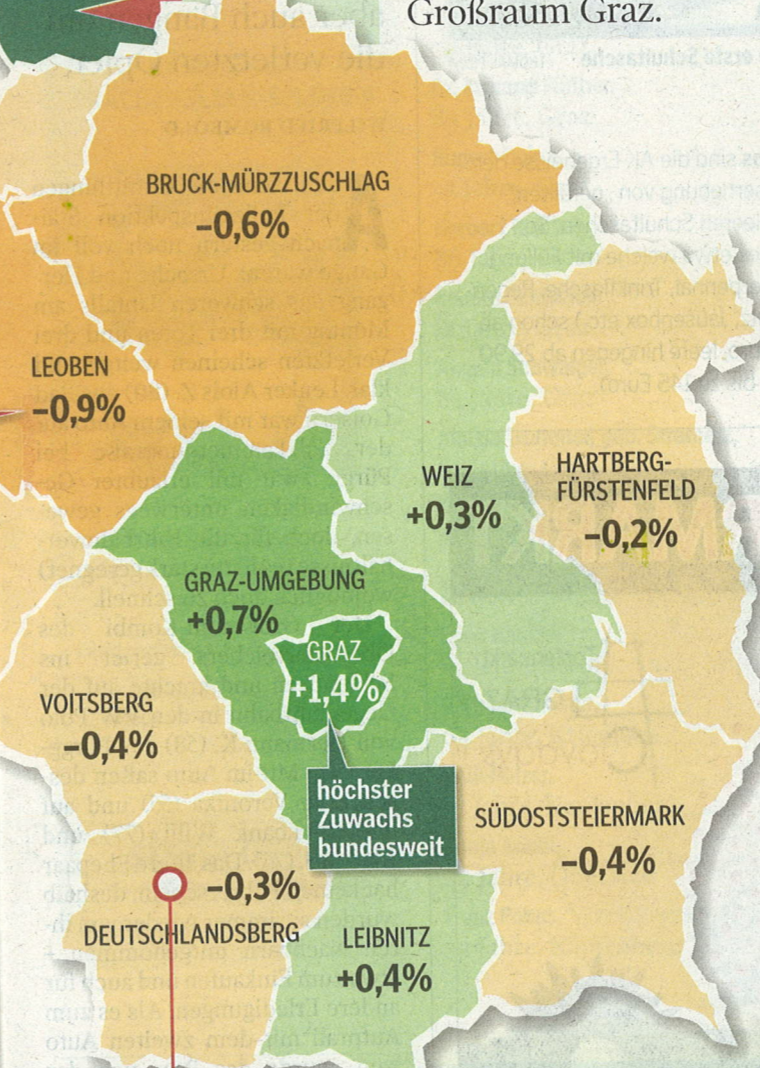 Großraum Graz.
BRUCK-MÜRZZUSCHLAG
–0,6%
LEOBEN
–0,9%
WEIZ
+0,3%
HARTBERG-
FÜRSTENFELD
–0,2%
GRAZ-UMGEBUNG
+0,7%
GRAZ
+1,4%
VOITSBERG
–0,4%
höchster
Zuwachs
bundesweit
SÜDOSTSTEIERMARK
–0,4%
–0,3%
DEUTSCHLANDSBERG
LEIBNITZ
+0,4%